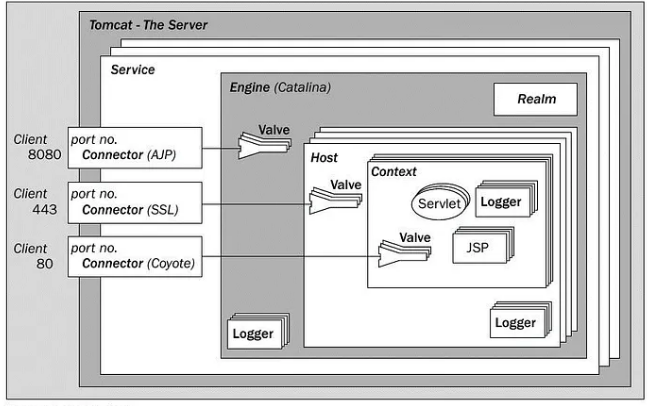 Tomcat - The Server
Service
Engine (Catalina)
Realm
Client
8080
port no.
Connector (AJP)
Valve
Host
Context
Client
443
port no.
Connector (SSL)
Valve
Servlet
Logger
Client
80
port no.
Connector (Coyote)
Valve
JSP
Logger
Logger